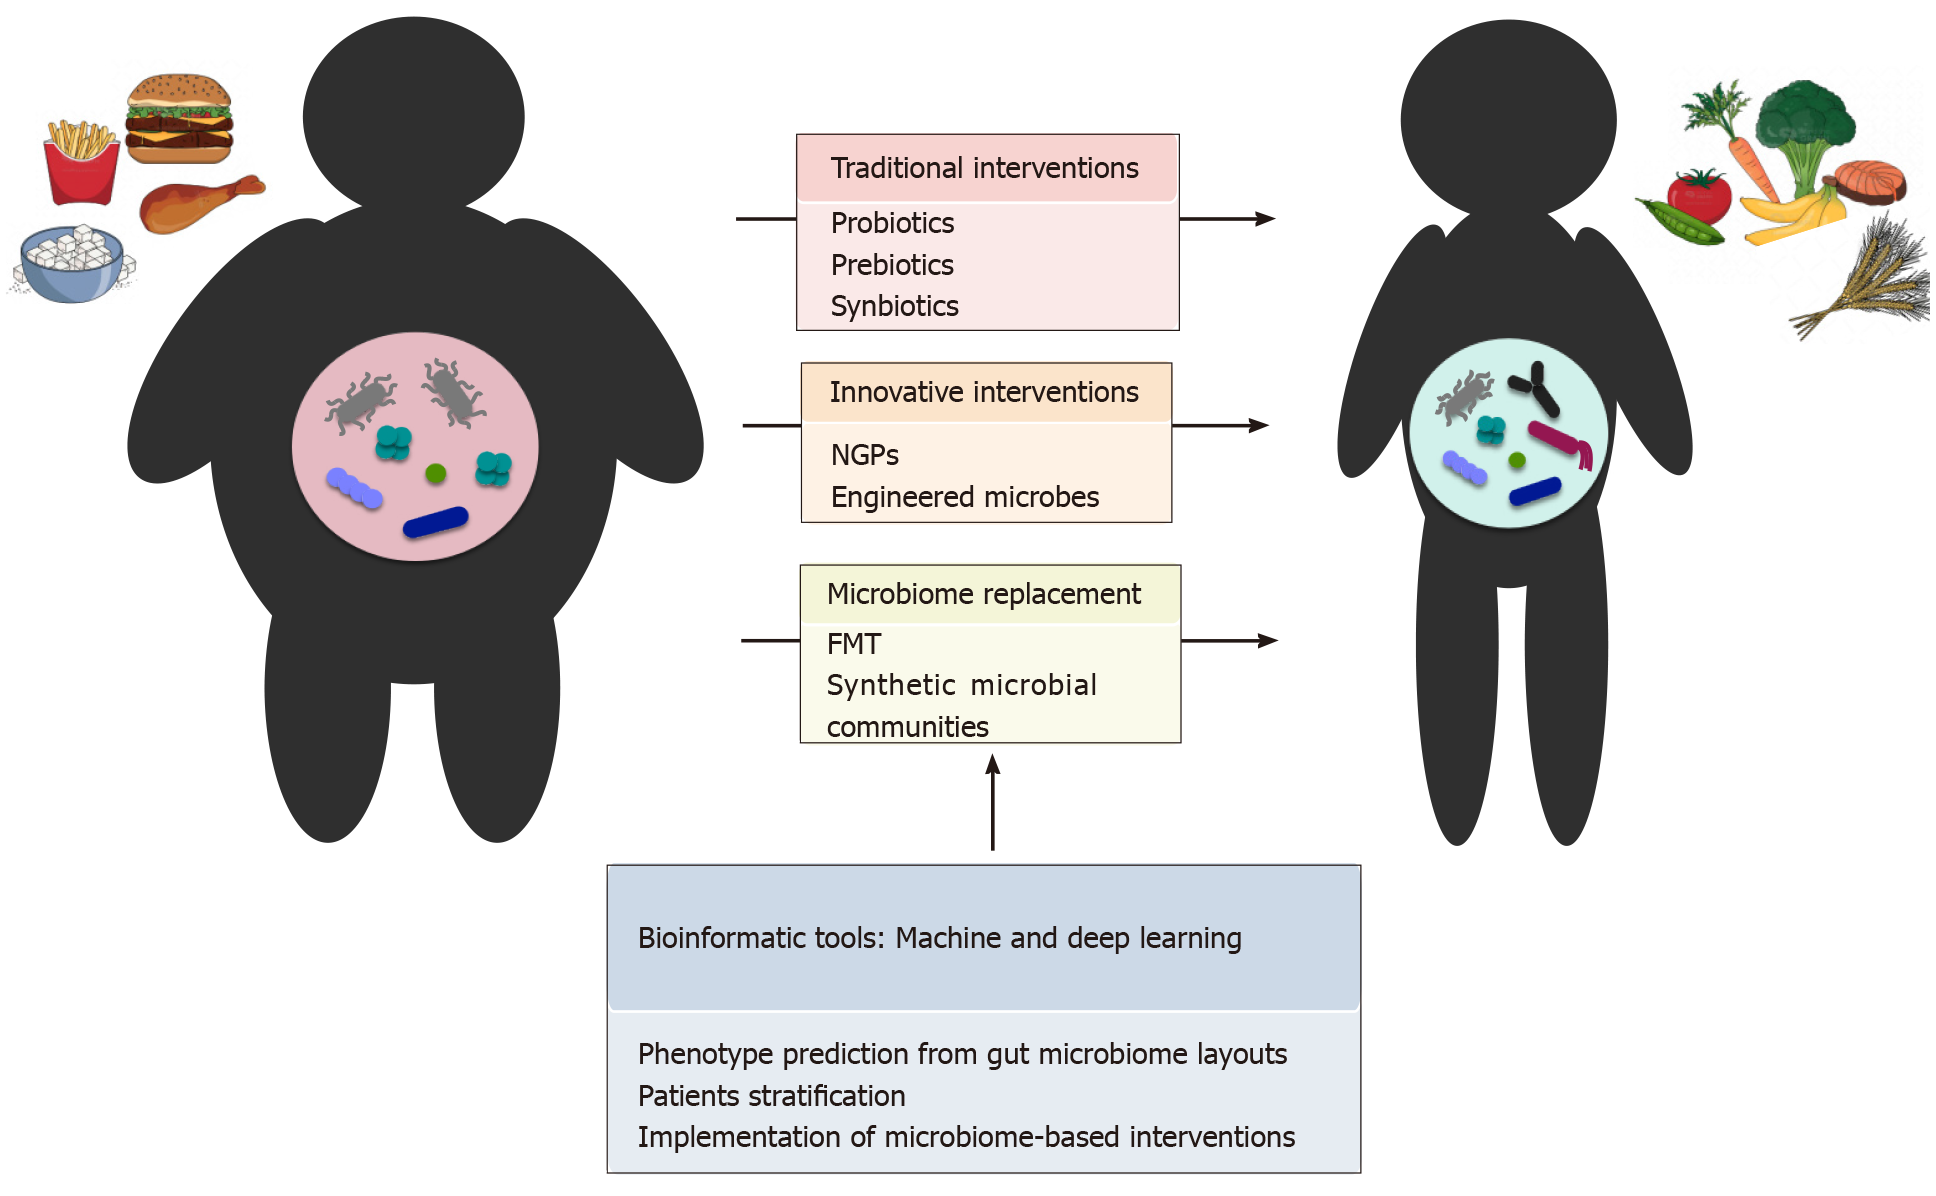 Traditional interventions
Probiotics
Prebiotics
Synbiotics
Innovative interventions
NGPs
Engineered microbes
Microbiome replacement
FMT
Synthetic microbial
communities
Bioinformatic tools: Machine and deep learning
Phenotype prediction from gut microbiome layouts
Patients stratification
Implementation of microbiome-based interventions